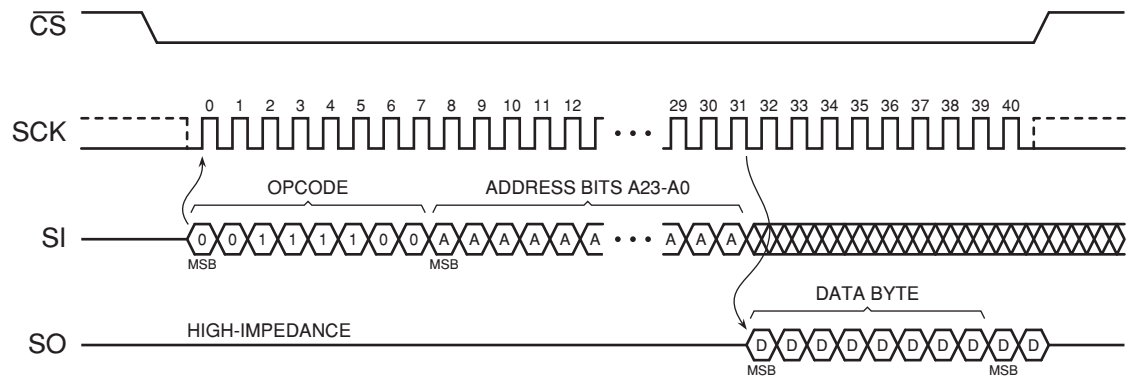 CS
0 1 2 3 4 5 6 7 8 9 10 11 12 29 30 31 32 33 34 35 36 37 38 39 40
SCK
OPCODE ADDRESS BITS A23-A0
SI 0 0 1 1 1 1 0 0 A A A A A A • • • A A A
MSB MSB
DATA BYTE
HIGH-IMPEDANCE
SO D D D D D D D D D D
MSB MSB